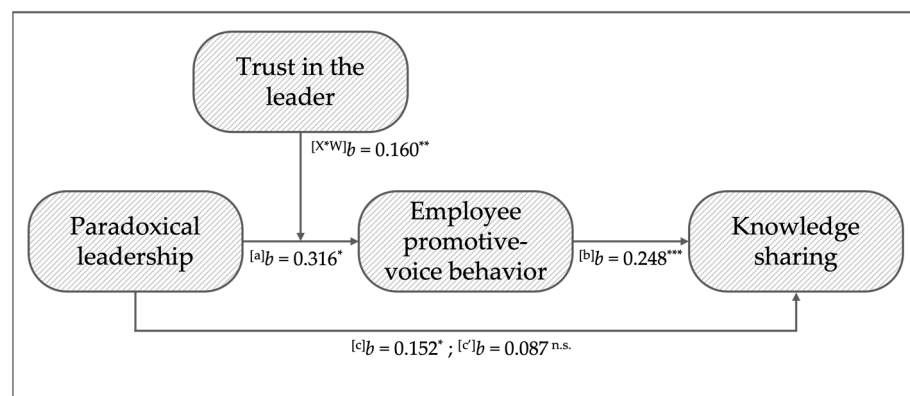 Trust in the
leader
[X*W]b = 0.160**
Paradoxical
leadership
[a]b = 0.316*
Employee
promotive-
voice behavior
[b]b = 0.248***
Knowledge
sharing
[c]b = 0.152* ; [c']b = 0.087 n.s.